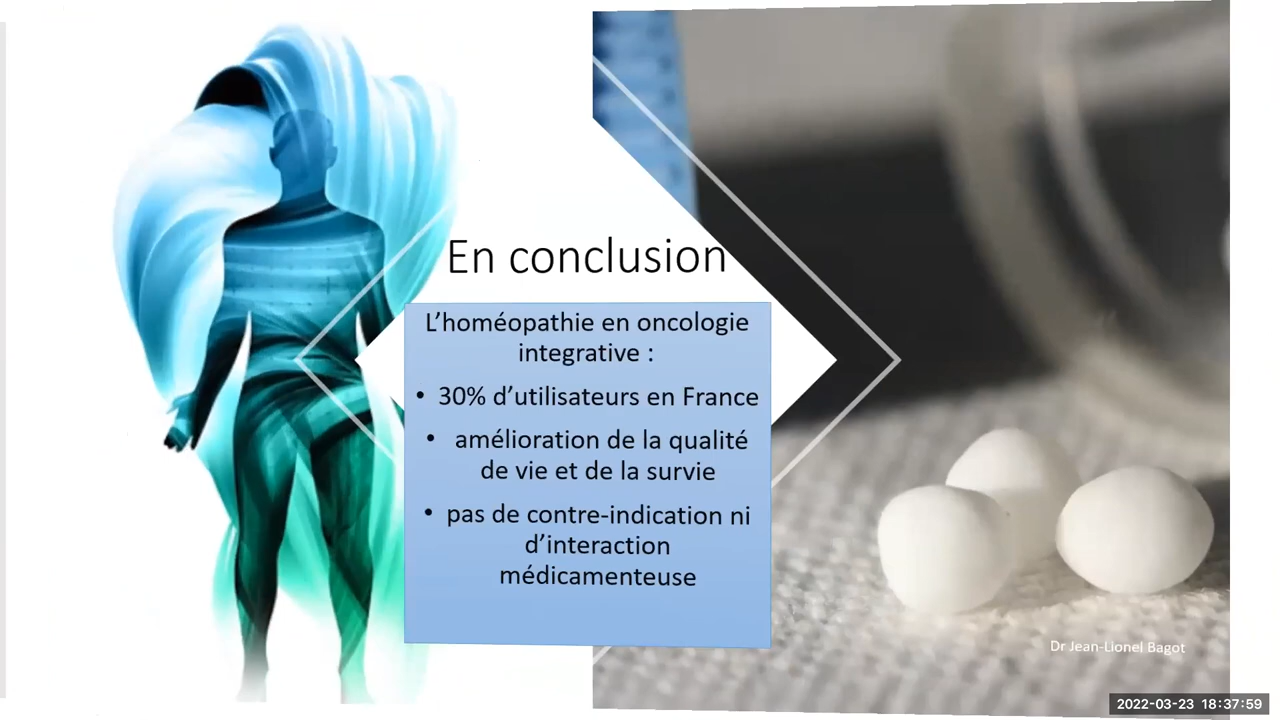 En conclusion
L’homéopathie en oncologie
integrative :
• 30% d’utilisateurs en France
• amélioration de la qualité
de vie et de la survie
• pas de contre-indication ni
d’interaction
médicamenteuse
Dr Jean-Lionel Bagot
2022-03-23 18:37:59